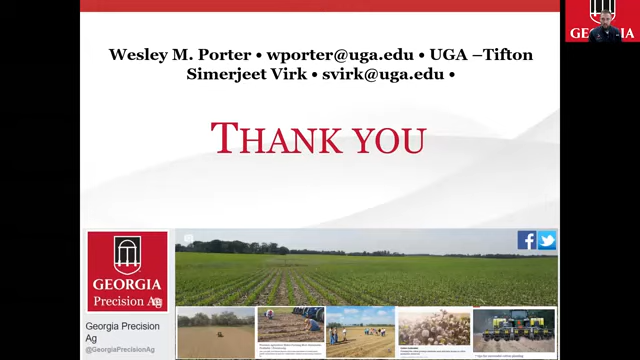 GEORGIA
Wesley M. Porter • wporter@uga.edu • UGA –Tifton
Simerjeet Virk • svirk@uga.edu •
THANK YOU
GEORGIA
Precision Ag
Georgia Precision
Ag
@GeorgiaPrecisionAg
GEORGIA